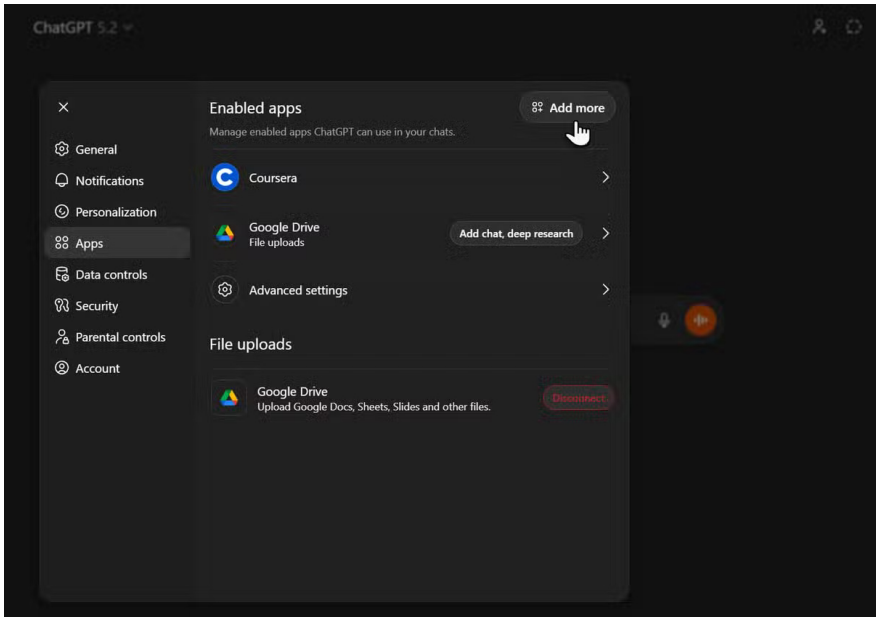 ChatGPT 5.2
General
Notifications
Personalization
Apps
Data controls
Security
Parental controls
Account
Enabled apps
Add more
Manage enabled apps ChatGPT can use in your chats.
Coursera
Google Drive
File uploads
Add chat, deep research
Advanced settings
File uploads
Google Drive
Upload Google Docs, Sheets, Slides and other files.
Disconnect